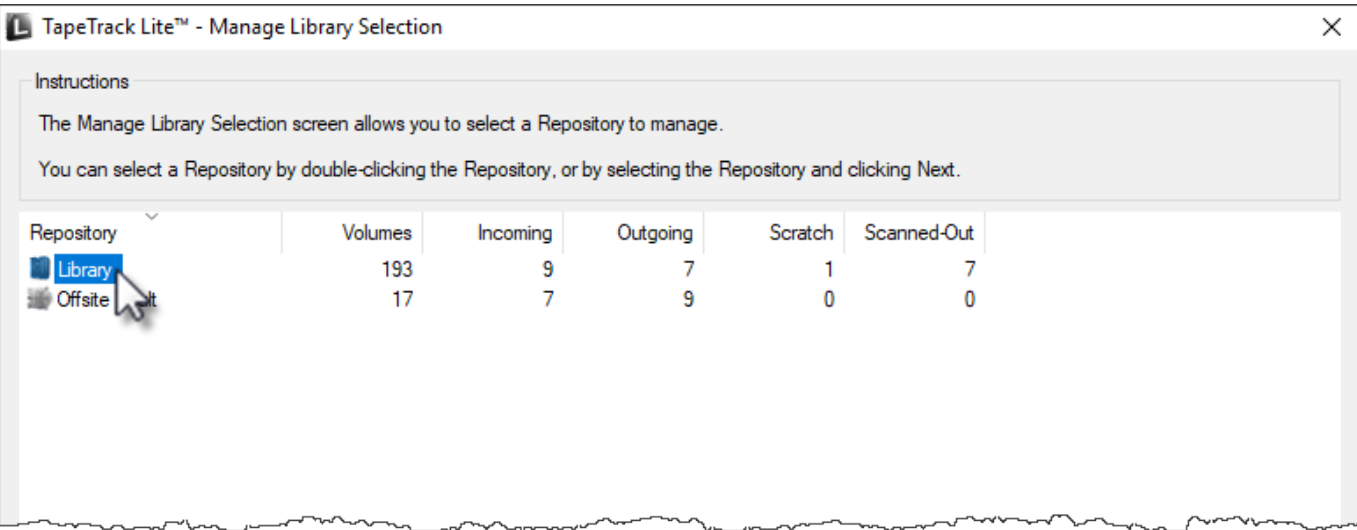 TapeTrack Lite™ - Manage Library Selection
Instructions
The Manage Library Selection screen allows you to select a Repository to manage.
You can select a Repository by double-clicking the Repository, or by selecting the Repository and clicking Next.
Repository Volumes Incoming Outgoing Scratch Scanned-Out
Library 193 9 7 1 7
Offsite 17 7 9 0 0